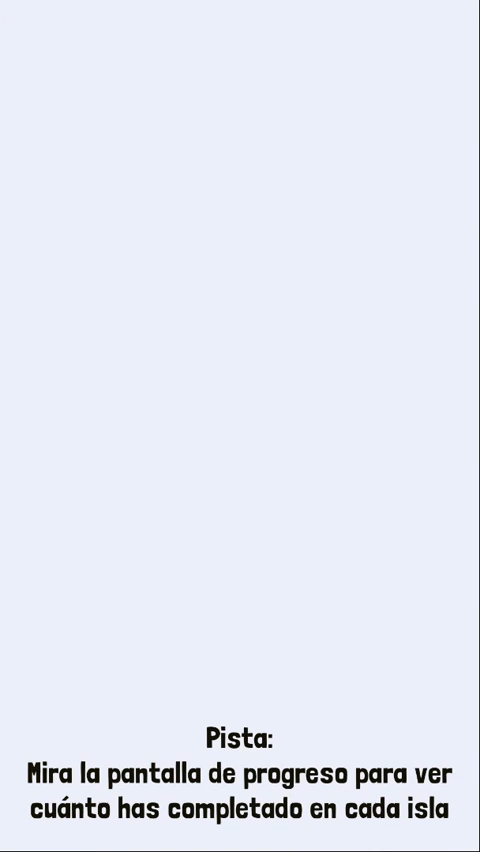 Pista:
Mira la pantalla de progreso para ver
cuánto has completado en cada isla